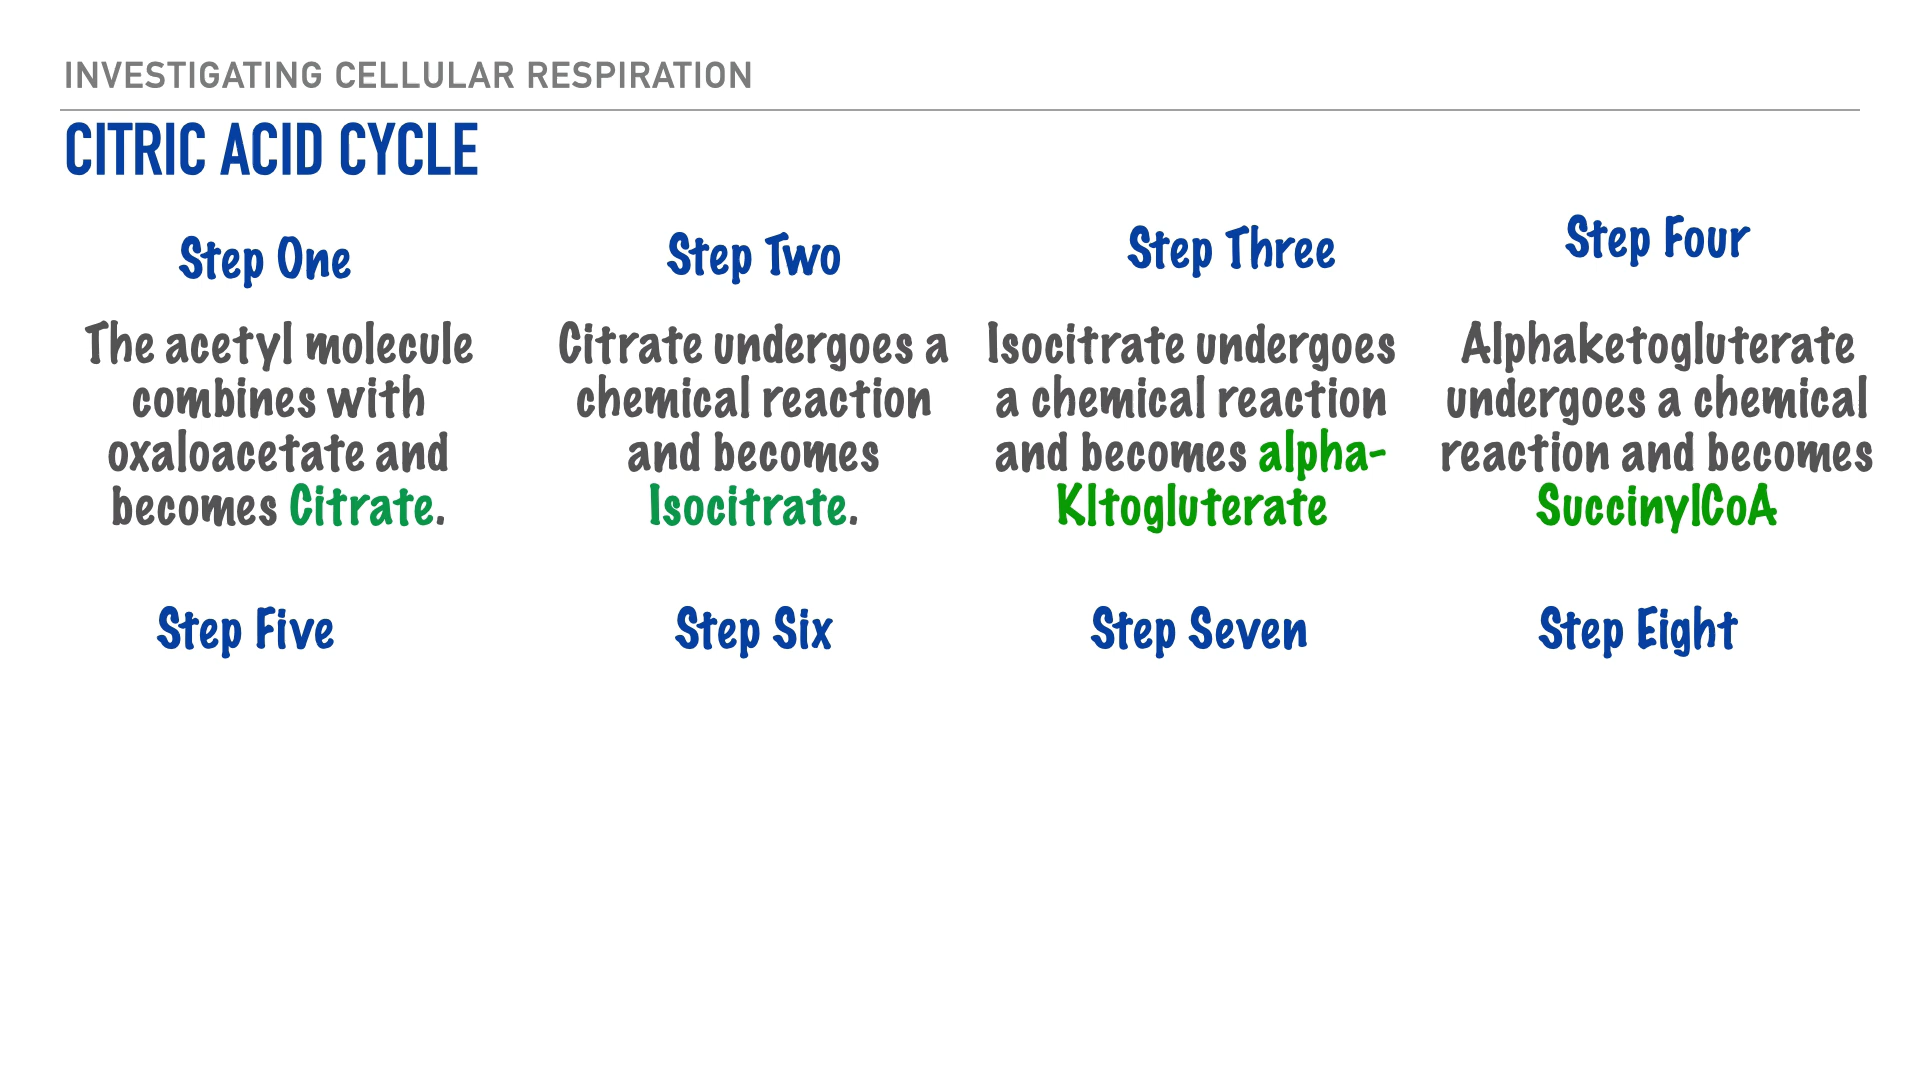 INVESTIGATING CELLULAR RESPIRATION
CITRIC ACID CYCLE
Step One
The acetyl molecule
combines with
oxaloacetate and
becomes Citrate.
Step Two
Citrate undergoes a
chemical reaction
and becomes
Isocitrate.
Step Three
Isocitrate undergoes
a chemical reaction
and becomes alpha-
KItogluterate
Step Four
Alphaketogluterate
undergoes a chemical
reaction and becomes
SuccinylCoA
Step Five
Step Six
Step Seven
Step Eight